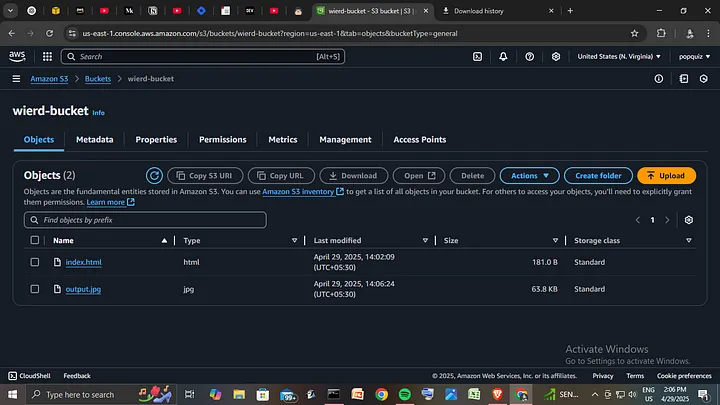 wierd-bucket - S3 bucket | S3 |
Download history
us-east-1.console.aws.amazon.com/s3/buckets/wierd-bucket?region=us-east-1&tab=objects&bucketType=general
aws
Search
[Alt+S]
United States (N. Virginia)
popquiz
Amazon S3
Buckets
wierd-bucket
wierd-bucket Info
Objects
Metadata
Properties
Permissions
Metrics
Management
Access Points
Objects (2)
Copy S3 URI
Copy URL
Download
Open
Delete
Actions
Create folder
Upload
Objects are the fundamental entities stored in Amazon S3. You can use Amazon S3 inventory to get a list of all objects in your bucket. For others to access your objects, you'll need to explicitly grant
them permissions. Learn more
Find objects by prefix
1
Name
Type
Last modified
Size
Storage class
index.html
html
April 29, 2025, 14:02:09
(UTC+05:30)
181.0 B
Standard
output.jpg
jpg
April 29, 2025, 14:06:24
(UTC+05:30)
63.8 KB
Standard
Activate Windows
Go to Settings to activate Windows.
CloudShell
Feedback
© 2025, Amazon Web Services, Inc. or its affiliates.
Privacy
Terms
Cookie preferences
Type here to search
99+
SEN...
ENG
US
2:06 PM
4/29/2025